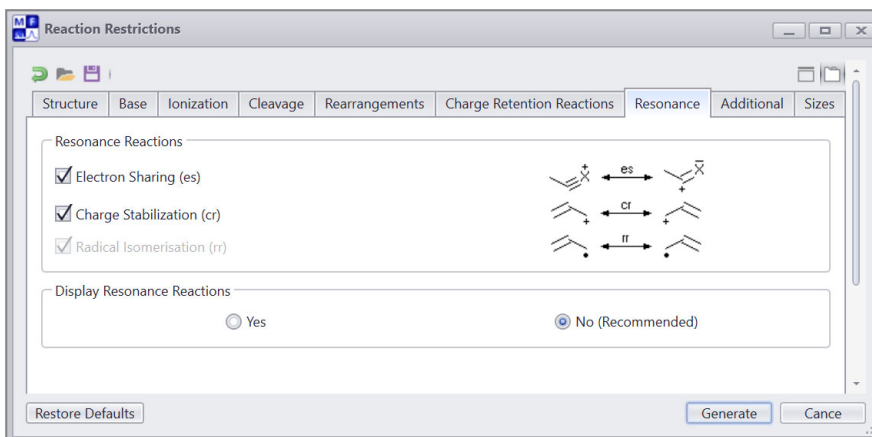 M F
Reaction Restrictions
Structure Base Ionization Cleavage Rearrangements Charge Retention Reactions Resonance Additional Sizes
Resonance Reactions
Electron Sharing (es)
+ X es X +
Charge Stabilization (cr)
+ cr +
Radical Isomerisation (rr)
rr
Display Resonance Reactions
Yes No (Recommended)
Restore Defaults Generate Cance